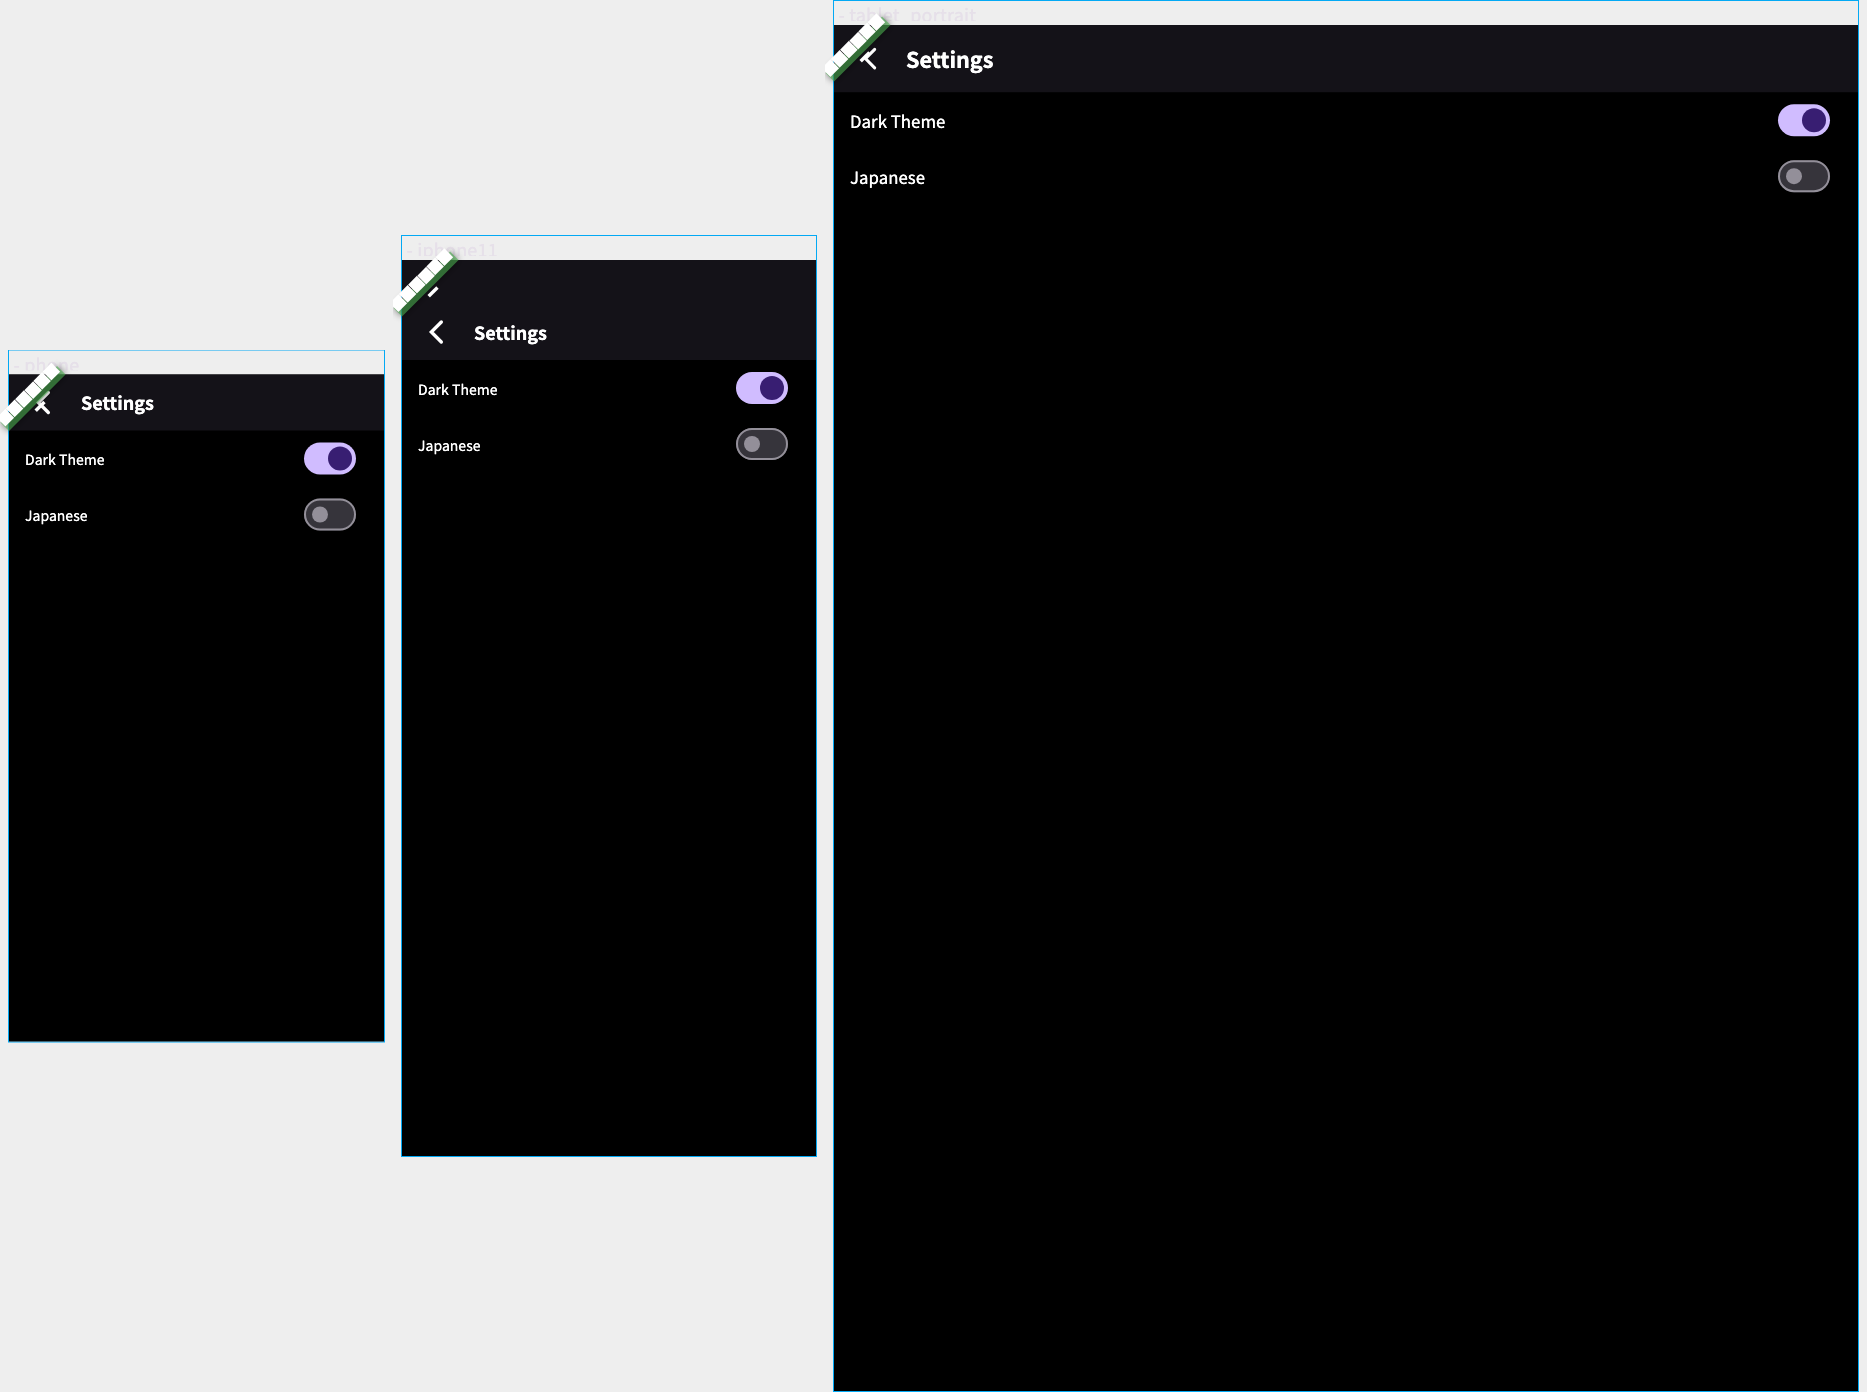 - phone
Settings
Dark Theme
Japanese
- iphone11
Settings
Dark Theme
Japanese
- tablet_portrait
Settings
Dark Theme
Japanese